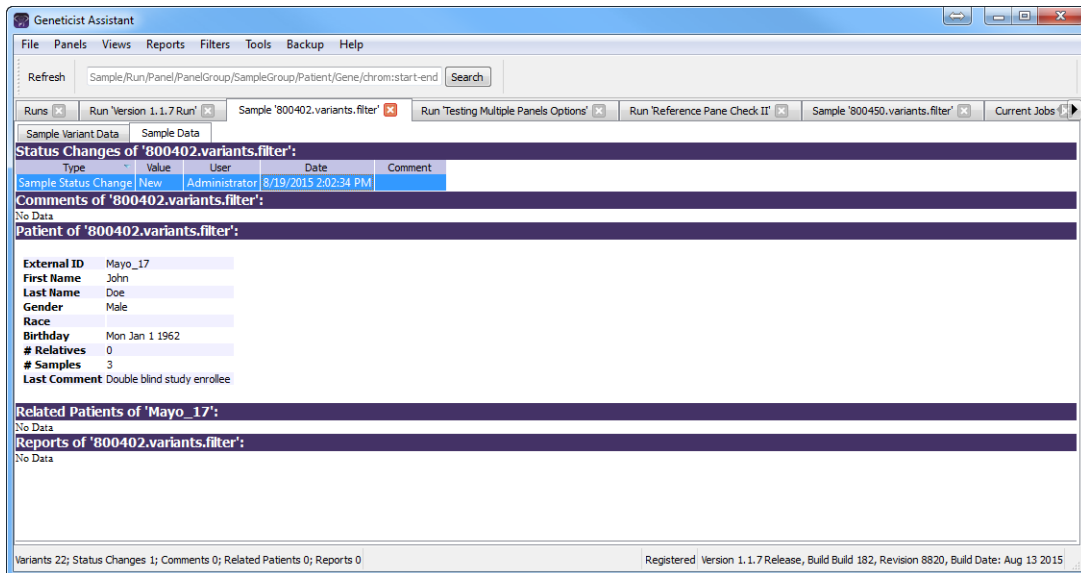 Geneticist Assistant
File Panels Views Reports Filters Tools Backup Help
Refresh Sample/Run/Panel/PanelGroup/SampleGroup/Patient/Gene/chrom:start-end Search
Runs Run 'Version 1.1.7 Run' Sample '800402.variants.filter' Run 'Testing Multiple Panels Options' Run 'Reference Pane Check II' Sample '800450.variants.filter' Current Jobs
Sample Variant Data Sample Data
Status Changes of '800402.variants.filter':
Type Value User Date Comment
Sample Status Change New Administrator 8/19/2015 2:02:34 PM
Comments of '800402.variants.filter':
No Data
Patient of '800402.variants.filter':
External ID Mayo_17
First Name John
Last Name Doe
Gender Male
Race
Birthday Mon Jan 1 1962
# Relatives 0
# Samples 3
Last Comment Double blind study enrollee
Related Patients of 'Mayo_17':
No Data
Reports of '800402.variants.filter':
No Data
Variants 22; Status Changes 1; Comments 0; Related Patients 0; Reports 0 Registered Version 1.1.7 Release, Build Build 182, Revision 8820, Build Date: Aug 13 2015